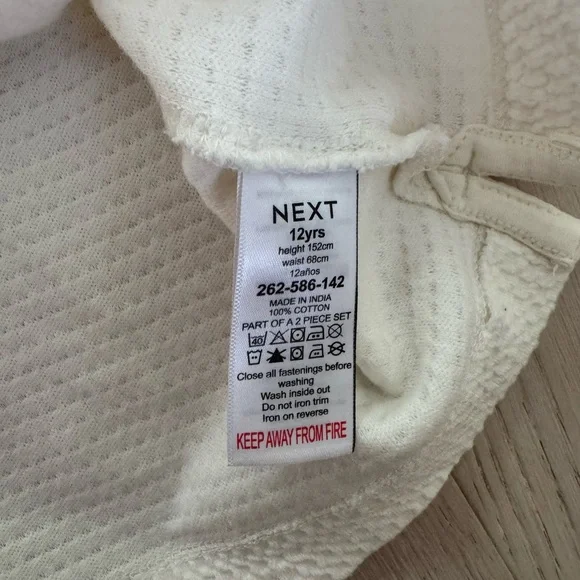 NEXT
12yrs
height 152cm
waist 68cm
12años
262-586-142
MADE IN INDIA
100% COTTON
PART OF A 2 PIECE SET
40
Close all fastenings before
washing
Wash inside out
Do not iron trim
Iron on reverse
KEEP AWAY FROM FIRE